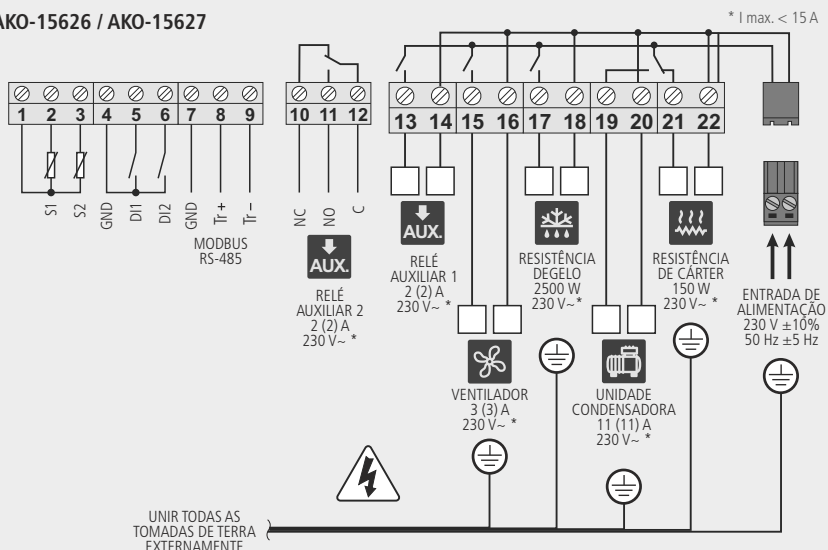 AKO-15626 / AKO-15627
* I max. < 15 A
1 2 3 4 5 6 7 8 9
10 11 12
13 14 15 16 17 18 19 20 21 22
S1
S2
GND
DI1
DI2
GND
Tr +
Tr –
MODBUS
RS-485
NC
NO
C
AUX.
RELÉ
AUXILIAR 2
2 (2) A
230 V~ *
AUX.
RELÉ
AUXILIAR 1
2 (2) A
230 V~ *
VENTILADOR
3 (3) A
230 V~ *
RESISTÊNCIA
DEGELO
2500 W
230 V~*
UNIDADE
CONDENSADORA
11 (11) A
230 V~ *
RESISTÊNCIA
DE CÁRTER
150 W
230 V~ *
ENTRADA DE
ALIMENTAÇÃO
230 V ±10%
50 Hz ±5 Hz
UNIR TODAS AS
TOMADAS DE TERRA
EXTERNAMENTE